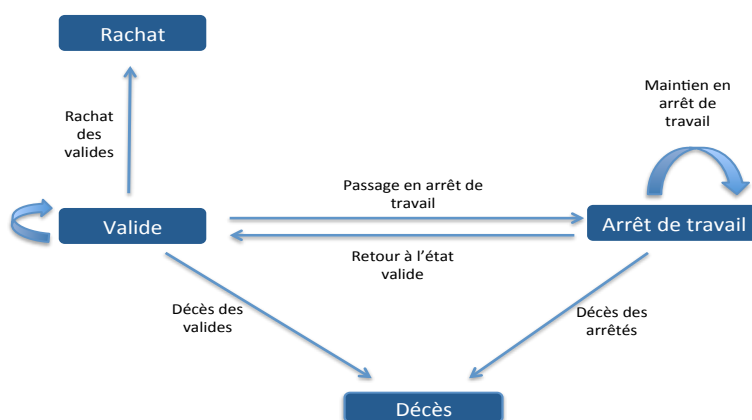 Rachat
Maintien en
arrêt de
travail
Rachat
des
valides
Passage en arrêt de
travail
Valide
Arrêt de travail
Retour à l'état
valide
Décès des
valides
Décès des
arrêtés
Décès